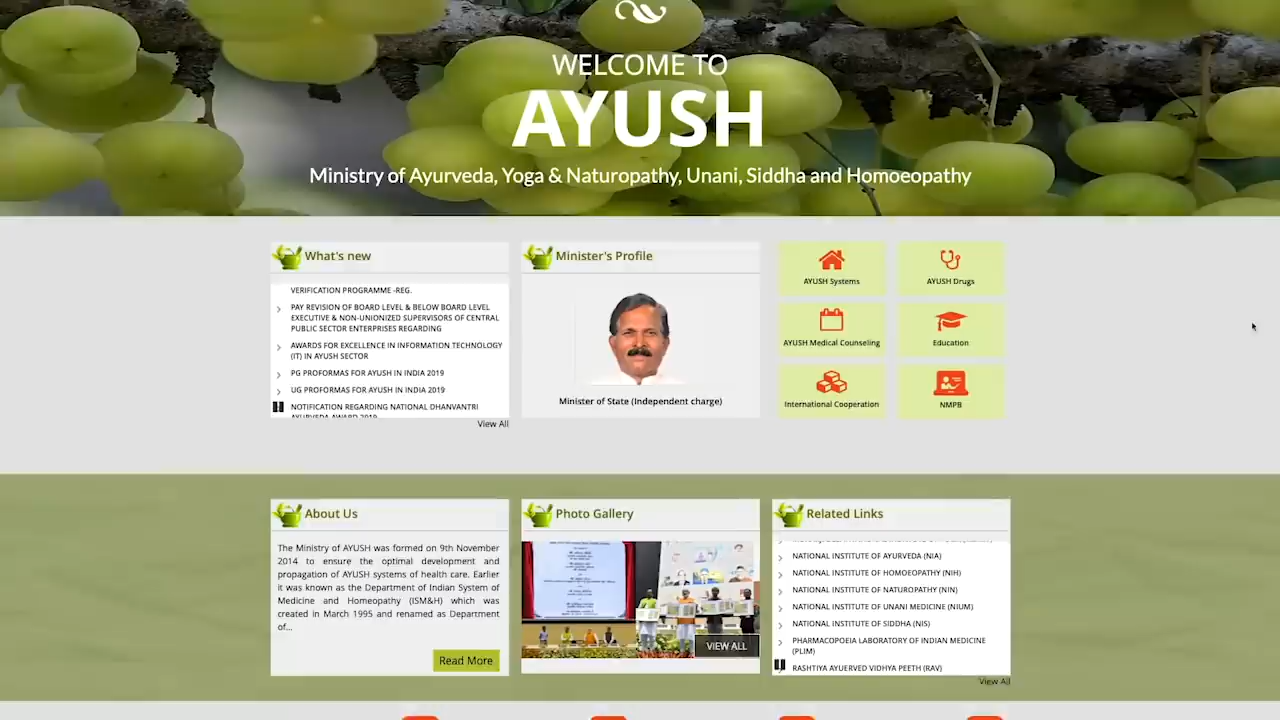 WELCOME TO
AYUSH
Ministry of Ayurveda, Yoga & Naturopathy, Unani, Siddha and Homoeopathy
What's new
VERIFICATION PROGRAMME -REG.
PAY REVISION OF BOARD LEVEL & BELOW BOARD LEVEL
EXECUTIVE & NON-UNIONIZED SUPERVISORS OF CENTRAL
PUBLIC SECTOR ENTERPRISES REGARDING
AWARDS FOR EXCELLENCE IN INFORMATION TECHNOLOGY
(IT) IN AYUSH SECTOR
PG PROFORMAS FOR AYUSH IN INDIA 2019
UG PROFORMAS FOR AYUSH IN INDIA 2019
NOTIFICATION REGARDING NATIONAL DHANVANTRI
AYURVEDA AWARD 2019
View All
Minister's Profile
Minister of State (Independent charge)
AYUSH Systems
AYUSH Drugs
AYUSH Medical Counseling
Education
International Cooperation
NMPB
About Us
The Ministry of AYUSH was formed on 9th November
2014 to ensure the optimal development and
propagation of AYUSH systems of health care. Earlier
it was known as the Department of Indian System of
Medicine and Homeopathy (ISM&H) which was
created in March 1995 and renamed as Department
of...
Read More
Photo Gallery
VIEW ALL
Related Links
NATIONAL INSTITUTE OF AYURVEDA (NIA)
NATIONAL INSTITUTE OF HOMOEOPATHY (NIH)
NATIONAL INSTITUTE OF NATUROPATHY (NIN)
NATIONAL INSTITUTE OF UNANI MEDICINE (NIUM)
NATIONAL INSTITUTE OF SIDDHA (NIS)
PHARMACOPOEIA LABORATORY OF INDIAN MEDICINE
(PLIM)
RASHTIYA AYUERVED VIDHYA PEETH (RAV)
View All